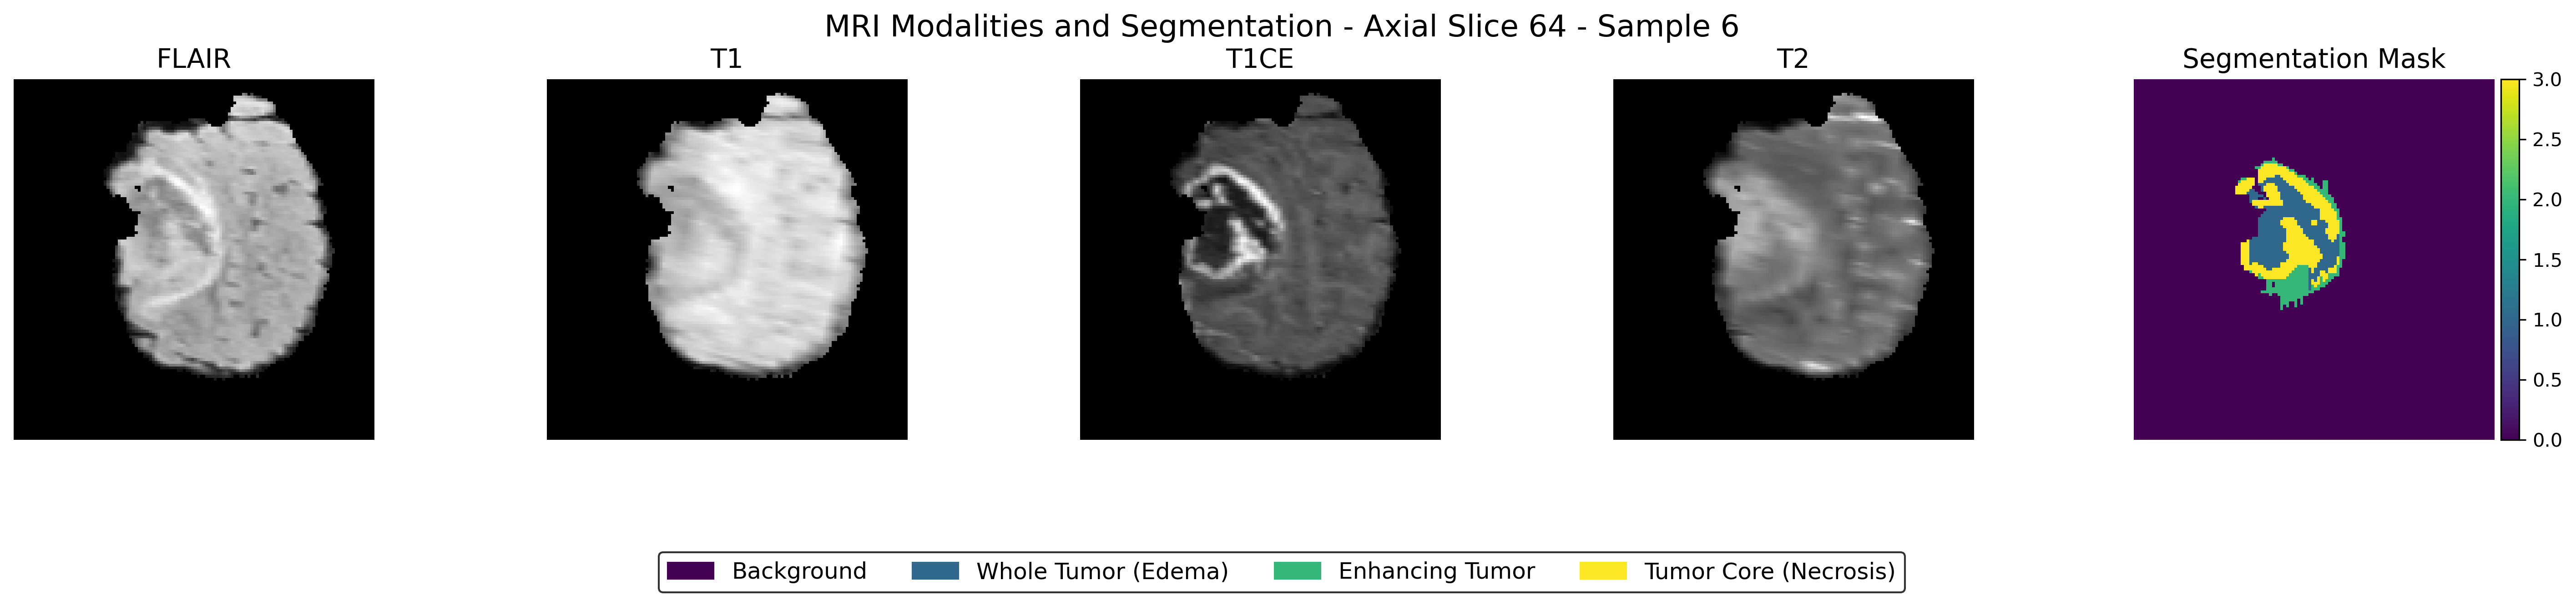 MRI Modalities and Segmentation - Axial Slice 64 - Sample 6
FLAIR
T1
T1CE
T2
Segmentation Mask
3.0
2.5
2.0
1.5
1.0
0.5
0.0
Background
Whole Tumor (Edema)
Enhancing Tumor
Tumor Core (Necrosis)